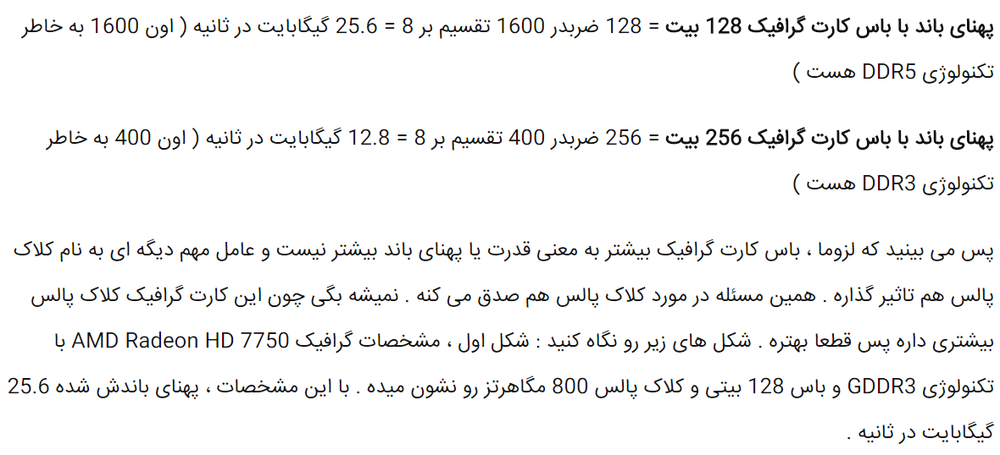 پهنای باند با باس کارت گرافیک 128 بیت = 128 ضربدر 1600 تقسیم بر 8 = 25.6 گیگابایت در ثانیه ( اون 1600 به خاطر
تکنولوژی DDR5 هست )
پهنای باند با باس کارت گرافیک 256 بیت = 256 ضربدر 400 تقسیم بر 8 = 12.8 گیگابایت در ثانیه ( اون 400 به خاطر
تکنولوژی DDR3 هست )
پس می بینید که لزوما ، باس کارت گرافیک بیشتر به معنی قدرت یا پهنای باند بیشتر نیست و عامل مهم دیگه ای به نام کلاک
پالس هم تاثیر گذاره . همین مسئله در مورد کلاک پالس هم صدق می کنه . نمیشه بگی چون این کارت گرافیک کلاک پالس
بیشتری داره پس قطعا بهتره . شکل های زیر رو نگاه کنید : شکل اول ، مشخصات گرافیک AMD Radeon HD 7750 با
تکنولوژی GDDR3 و باس 128 بیتی و کلاک پالس 800 مگاهرتز رو نشون میده . با این مشخصات ، پهنای باندش شده 25.6
گیگابایت در ثانیه .